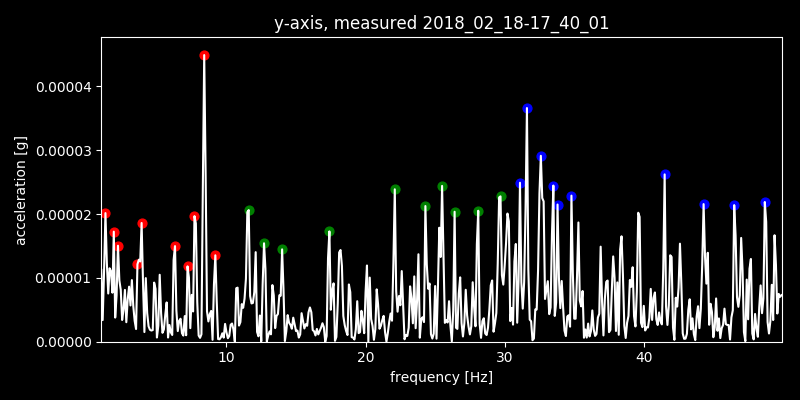 y-axis, measured 2018_02_18-17_40_01
acceleration [g]
0.00004
0.00003
0.00002
0.00001
0.00000
10 20 30 40
frequency [Hz]